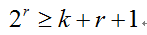 2^r ≥ k + r + 1↵